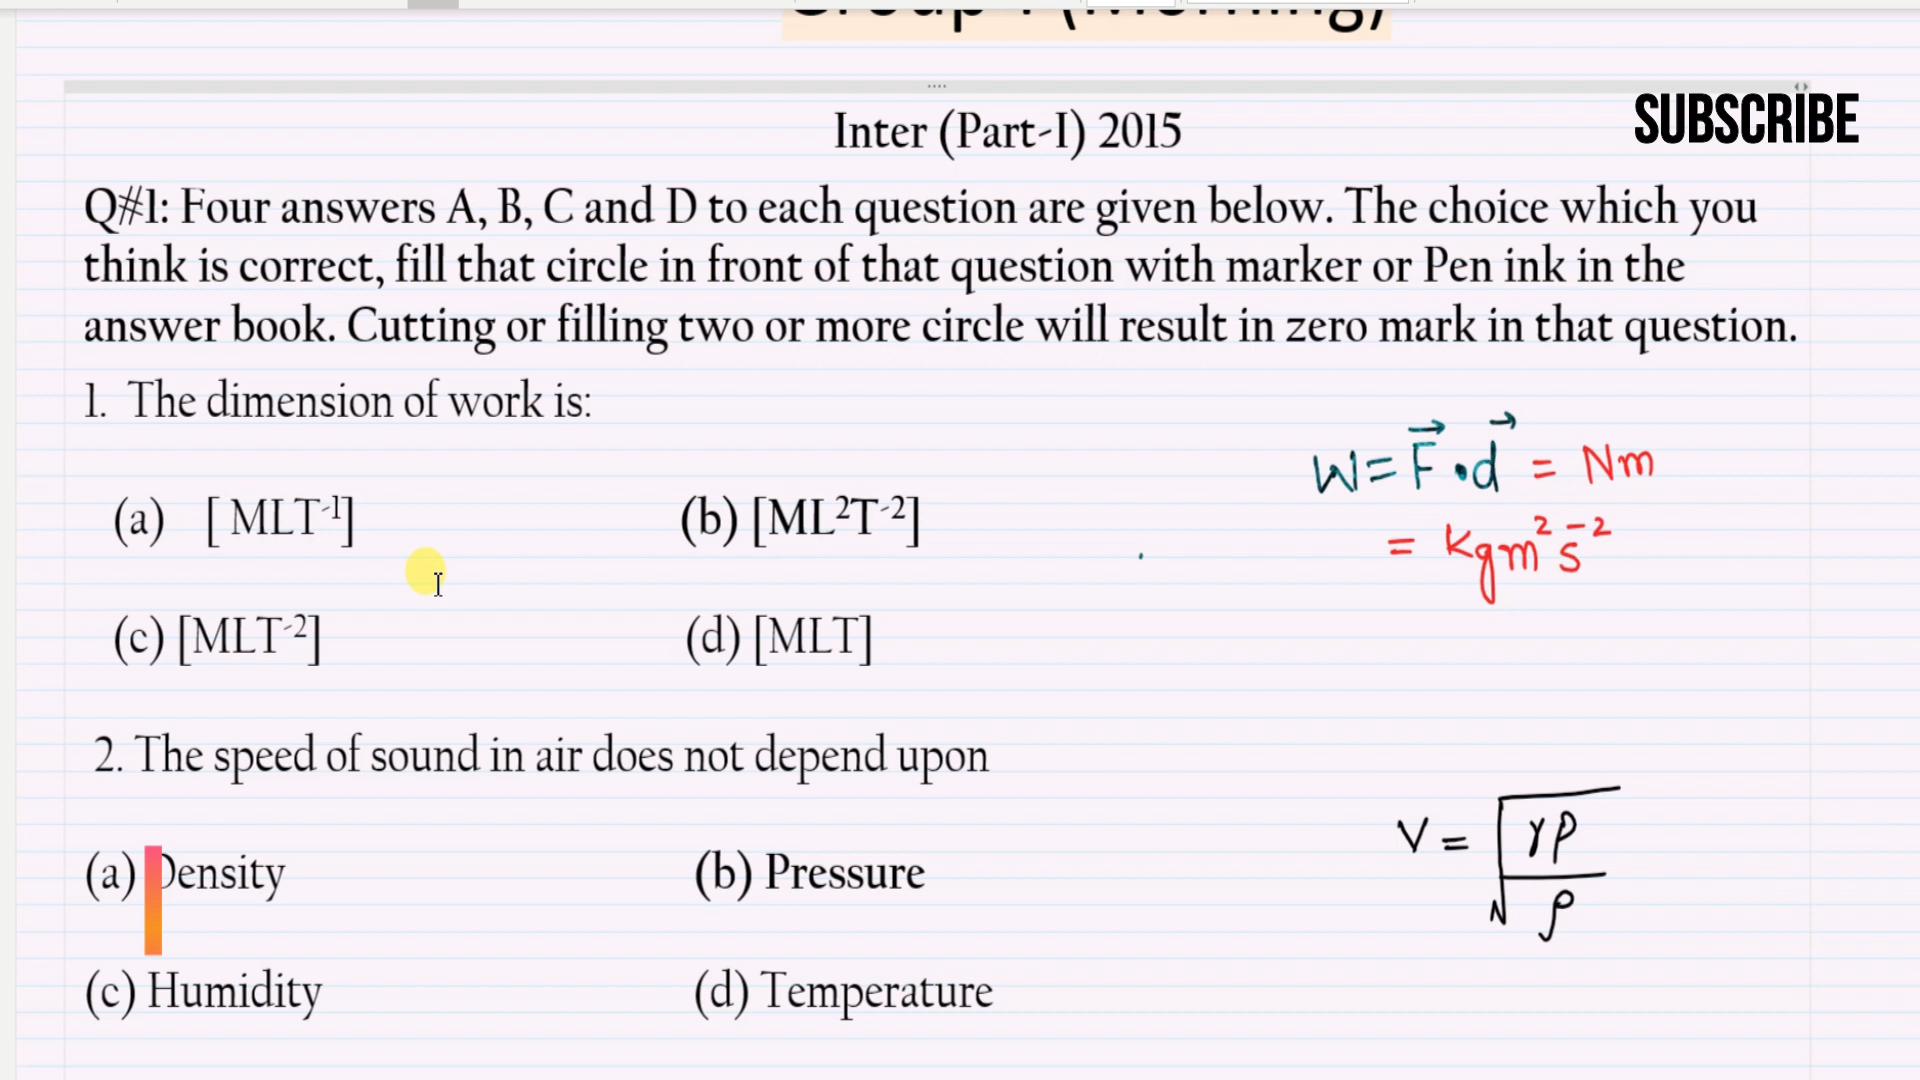 Group I (Morning)
Inter (Part-I) 2015
SUBSCRIBE
Q#1: Four answers A, B, C and D to each question are given below. The choice which you
think is correct, fill that circle in front of that question with marker or Pen ink in the
answer book. Cutting or filling two or more circle will result in zero mark in that question.
1. The dimension of work is:
W = F⃗ • d⃗ = Nm
(a) [ MLT⁻¹] (b) [ML²T⁻²]
= Kgm² s⁻²
(c) [MLT⁻²] (d) [MLT]
2. The speed of sound in air does not depend upon
V = √(γP/ρ)
(a) Density (b) Pressure
(c) Humidity (d) Temperature